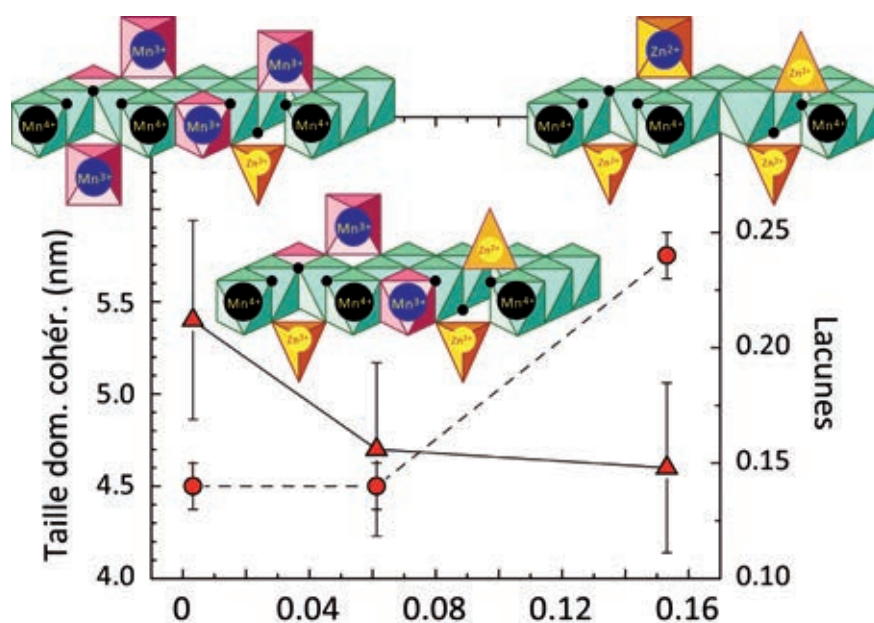 Mn3+
Mn3+
Mn4+
Mn4+
Mn3+
Mn4+
Mn3+
Zn2+
Zn2+
Zn2+
Mn4+
Mn4+
Mn4+
Zn2+
Zn2+
Mn3+
Zn2+
Mn4+
Mn4+
Mn3+
Mn4+
Zn2+
Zn2+
Taille dom. cohér. (nm)
5.5
5.0
4.5
4.0
0.25
0.20
0.15
0.10
Lacunes
0
0.04
0.08
0.12
0.16